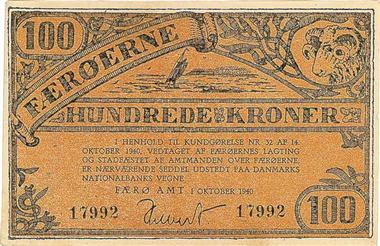 100
FÆRØERNE
HUNDREDE KRONER
I HENHOLD TIL KUNDGØRELSE NR. 32 AF 14.
OKTOBER 1940, VEDTAGET AF FÆRØERNES LAGTING
OG STADFÆSTET AF AMTMANDEN OVER FÆRØERNE,
ER NÆRVÆRENDE SEDDEL UDSTEDT PAA DANMARKS
NATIONALBANKS VEGNE
FÆRØ AMT 1 OKTOBER 1940
17992 17992
100